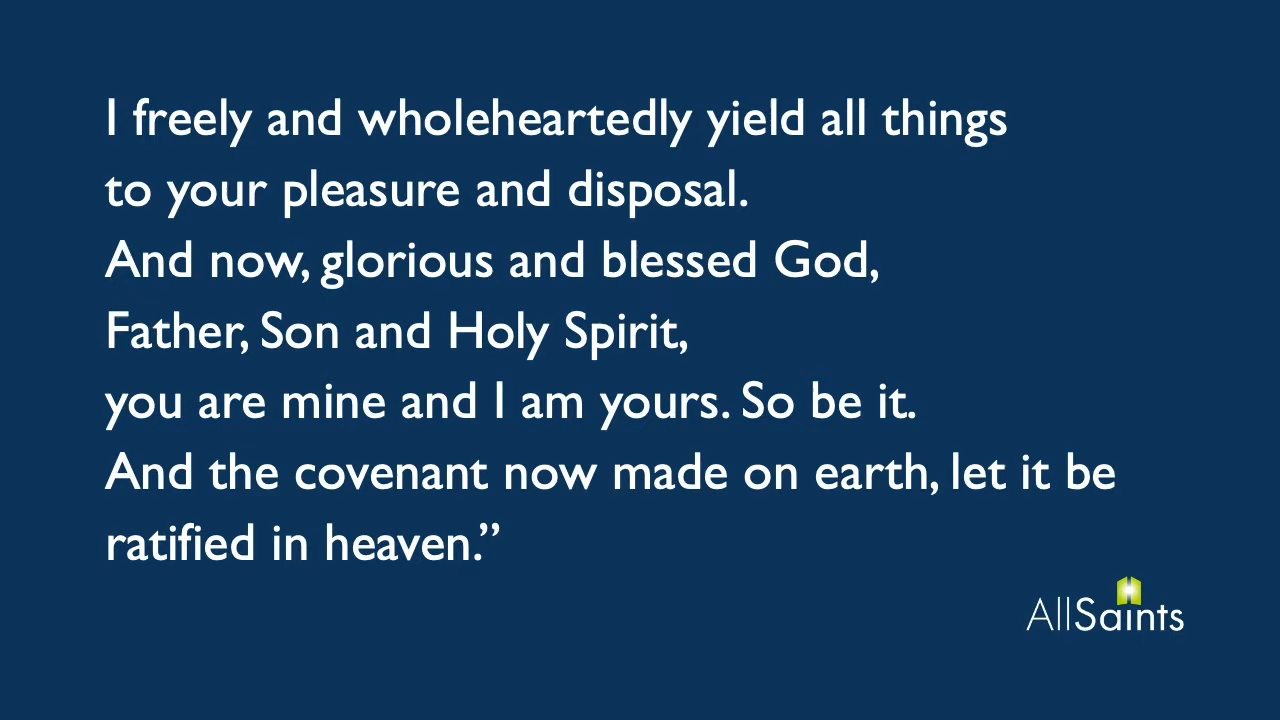 I freely and wholeheartedly yield all things
to your pleasure and disposal.
And now, glorious and blessed God,
Father, Son and Holy Spirit,
you are mine and I am yours. So be it.
And the covenant now made on earth, let it be
ratified in heaven.”
AllSaints